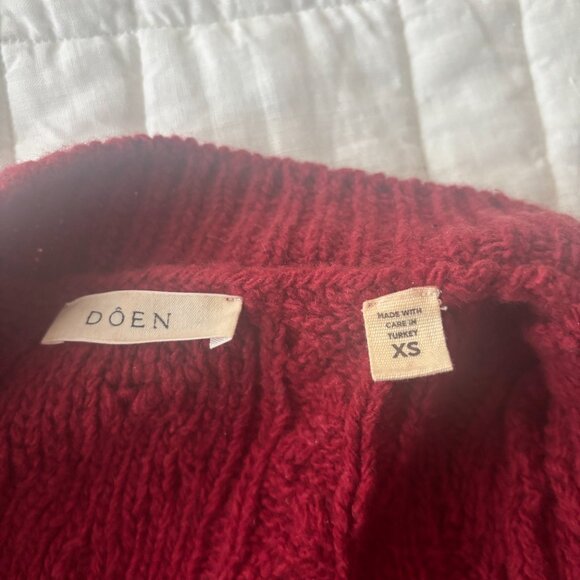 DÔEN
MADE WITH
CARE IN
TURKEY
XS